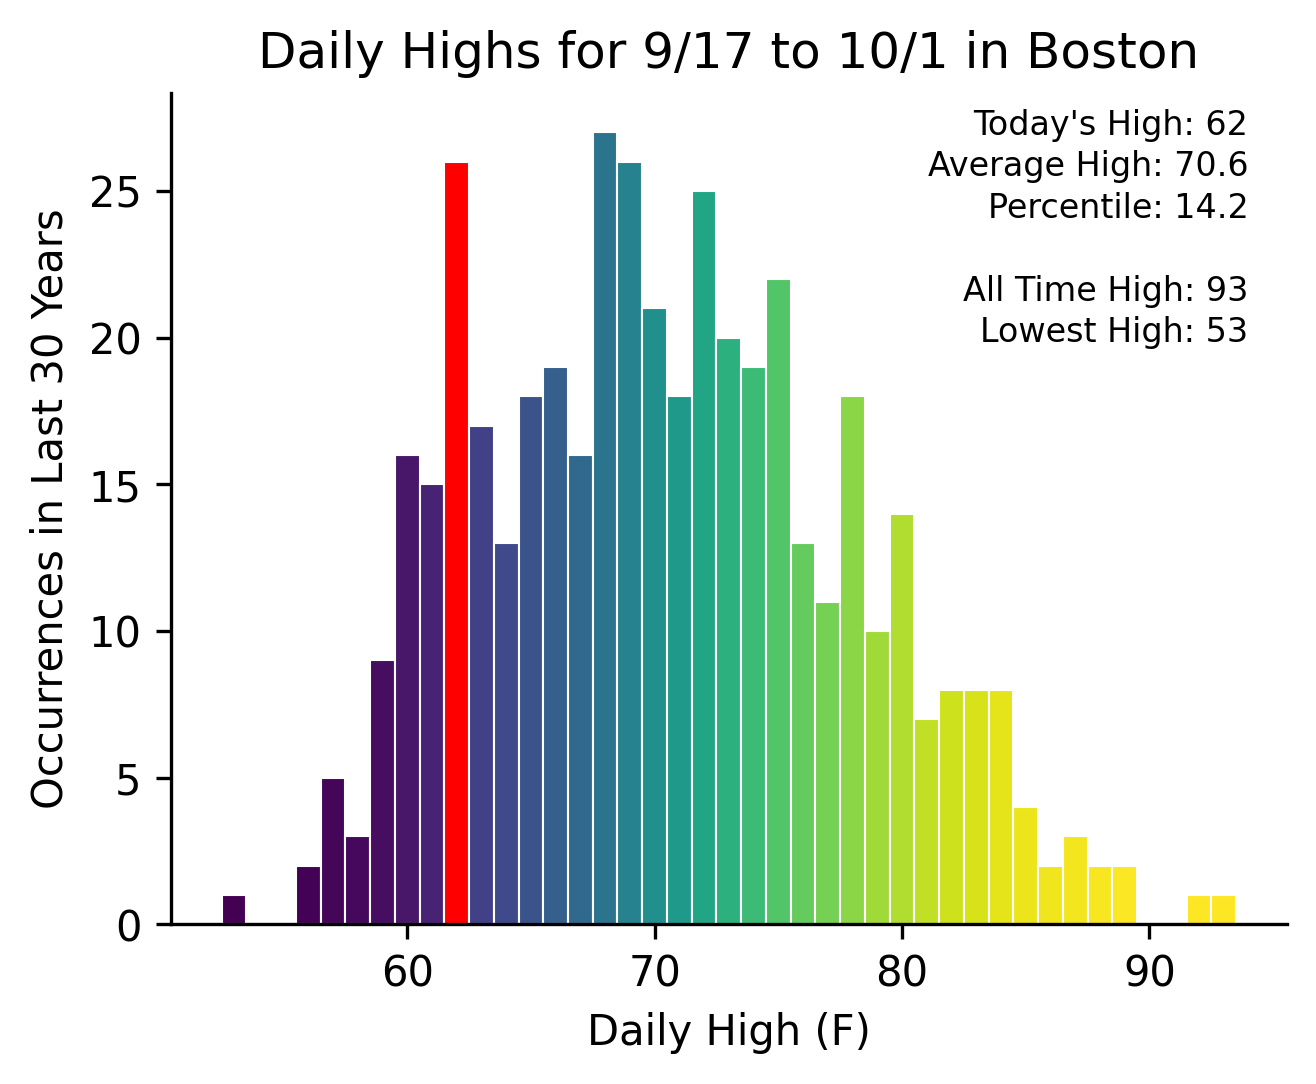 Daily Highs for 9/17 to 10/1 in Boston
Today's High: 62
Average High: 70.6
Percentile: 14.2
All Time High: 93
Lowest High: 53
Occurrences in Last 30 Years
25
20
15
10
5
0
60
70
80
90
Daily High (F)